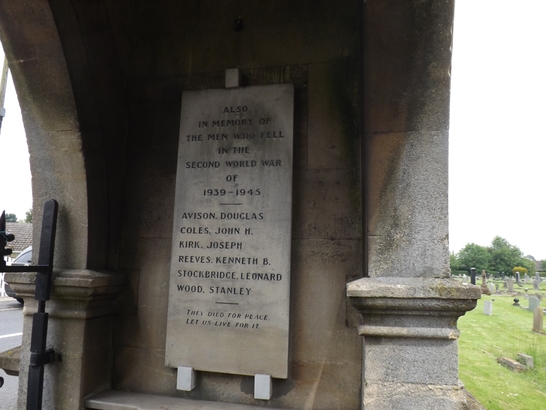 ALSO
IN MEMORY OF
THE MEN WHO FELL
IN THE
SECOND WORLD WAR
OF
1939-1945
AVISON, DOUGLAS
COLES, JOHN H.
KIRK, JOSEPH
REEVES, KENNETH B.
STOCKBRIDGE, LEONARD
WOOD, STANLEY
THEY DIED FOR PEACE,
LET US LIVE FOR IT